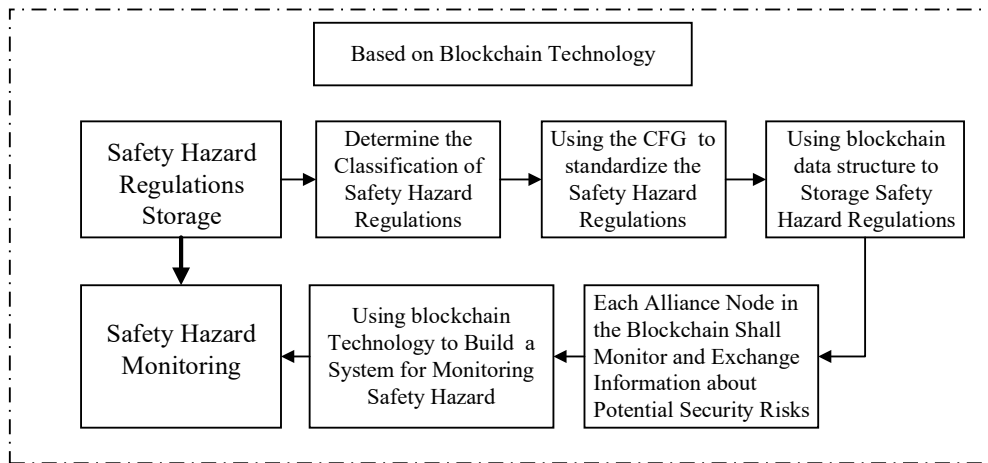 Based on Blockchain Technology
Safety Hazard
Regulations
Storage
Determine the
Classification of
Safety Hazard
Regulations
Using the CFG to
standardize the
Safety Hazard
Regulations
Using blockchain
data structure to
Storage Safety
Hazard Regulations
Safety Hazard
Monitoring
Using blockchain
Technology to Build a
System for Monitoring
Safety Hazard
Each Alliance Node in
the Blockchain Shall
Monitor and Exchange
Information about
Potential Security Risks